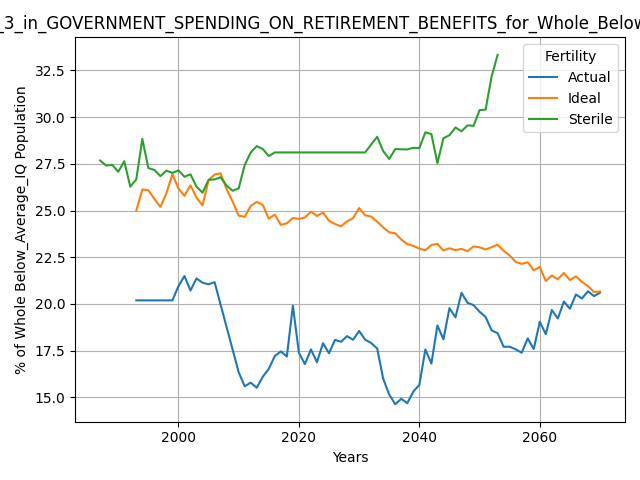 _3_in_GOVERNMENT_SPENDING_ON_RETIREMENT_BENEFITS_for_Whole_Below
% of Whole Below_Average_IQ Population
32.5
30.0
27.5
25.0
22.5
20.0
17.5
15.0
Fertility
Actual
Ideal
Sterile
2000
2020
2040
2060
Years